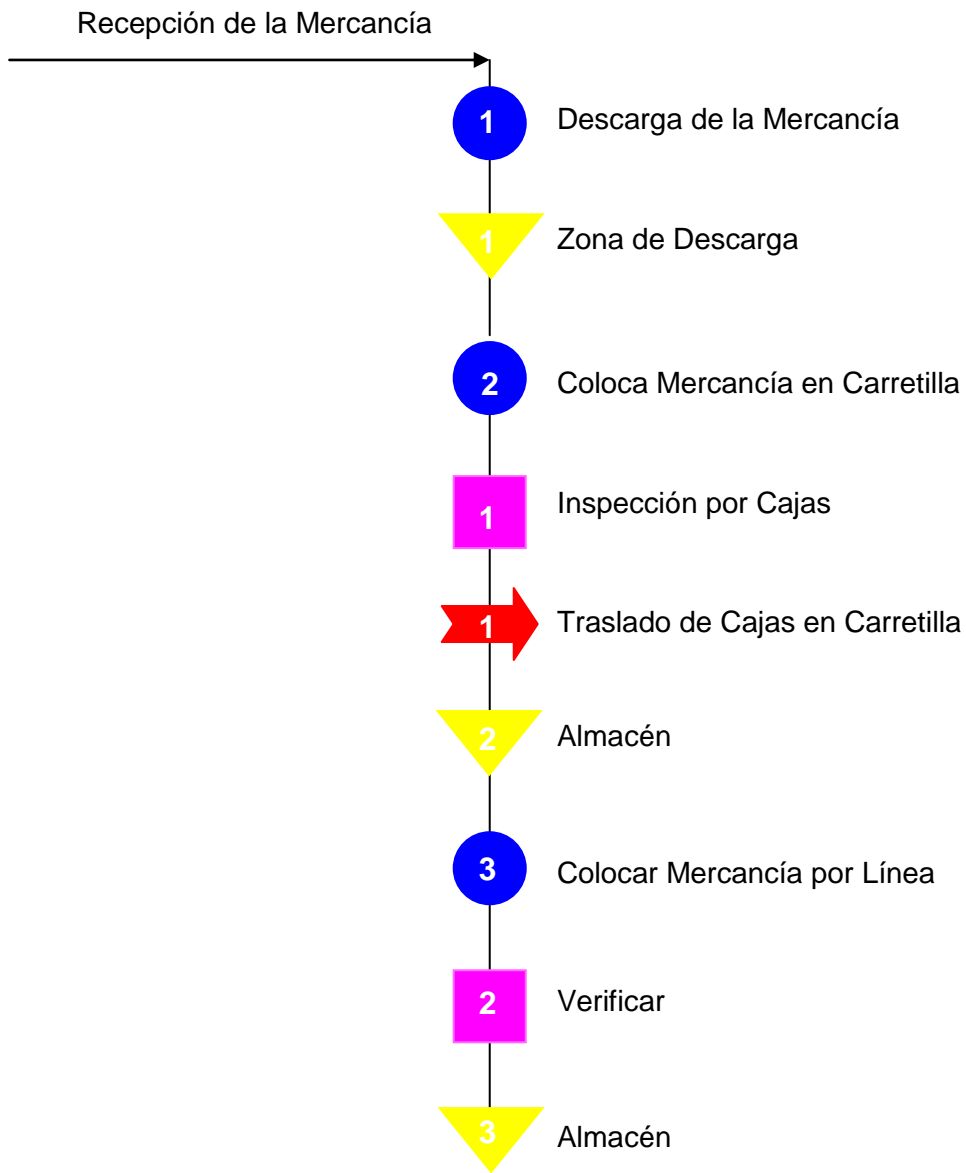 Recepción de la Mercancía
1 Descarga de la Mercancía
1 Zona de Descarga
2 Coloca Mercancía en Carretilla
1 Inspección por Cajas
1 Traslado de Cajas en Carretilla
2 Almacén
3 Colocar Mercancía por Línea
2 Verificar
3 Almacén